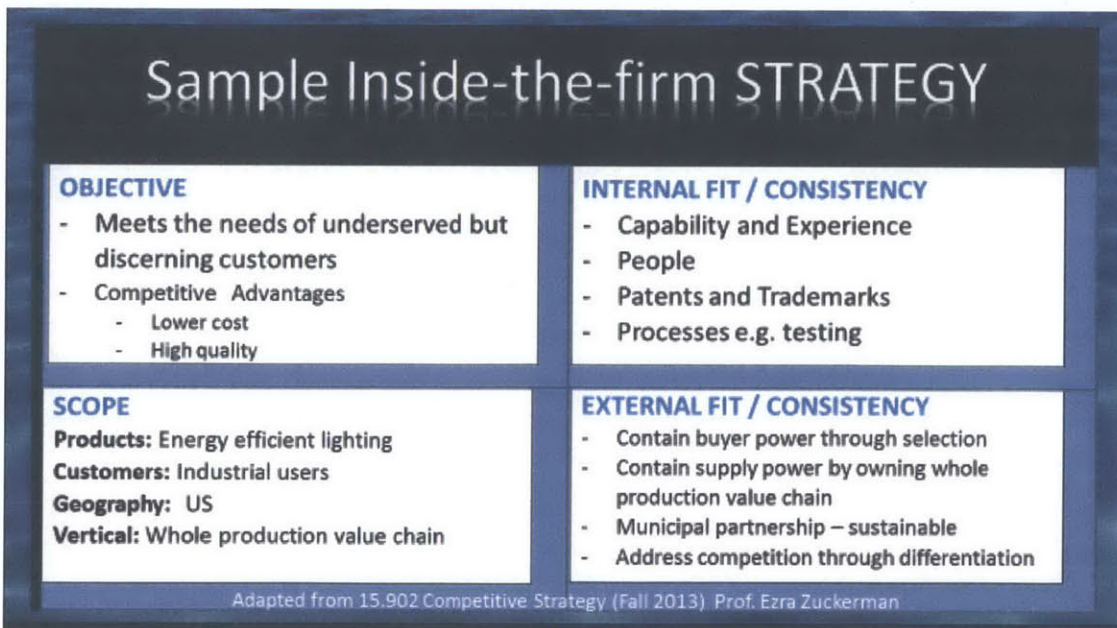 Sample Inside-the-firm STRATEGY
OBJECTIVE
- Meets the needs of underserved but
discerning customers
- Competitive Advantages
- Lower cost
- High quality
INTERNAL FIT / CONSISTENCY
- Capability and Experience
- People
- Patents and Trademarks
- Processes e.g. testing
SCOPE
Products: Energy efficient lighting
Customers: Industrial users
Geography: US
Vertical: Whole production value chain
EXTERNAL FIT / CONSISTENCY
- Contain buyer power through selection
- Contain supply power by owning whole
production value chain
- Municipal partnership – sustainable
- Address competition through differentiation
Adapted from 15.902 Competitive Strategy (Fall 2013) Prof. Ezra Zuckerman